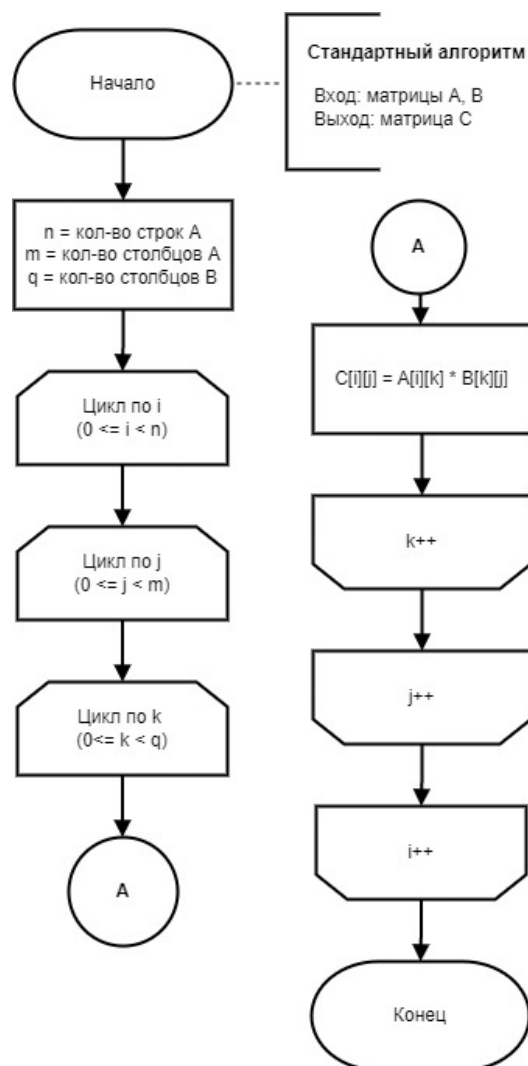 Начало
Стандартный алгоритм
Вход: матрицы A, B
Выход: матрица C
n = кол-во строк A
m = кол-во столбцов A
q = кол-во столбцов B
Цикл по i
(0 <= i < n)
Цикл по j
(0 <= j < m)
Цикл по k
(0<= k < q)
A
A
C[i][j] = A[i][k] * B[k][j]
k++
j++
i++
Конец